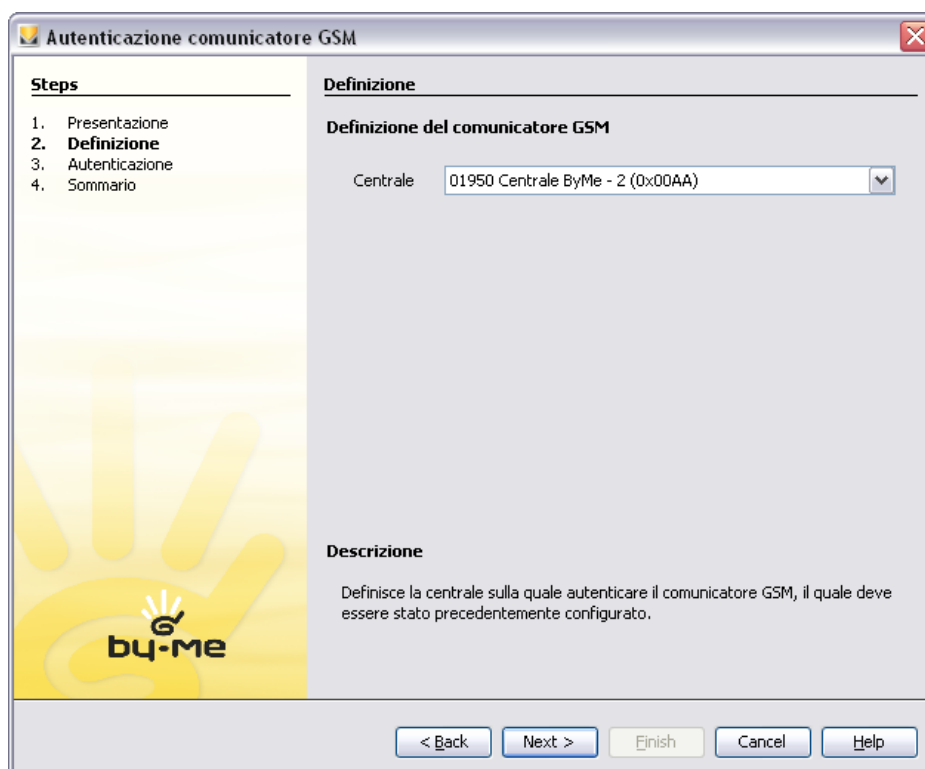 Autenticazione comunicatore GSM
Steps
1. Presentazione
2. Definizione
3. Autenticazione
4. Sommario
by-me
Definizione
Definizione del comunicatore GSM
Centrale 01950 Centrale ByMe - 2 (0x00AA)
Descrizione
Definisce la centrale sulla quale autenticare il comunicatore GSM, il quale deve
essere stato precedentemente configurato.
< Back Next > Finish Cancel Help